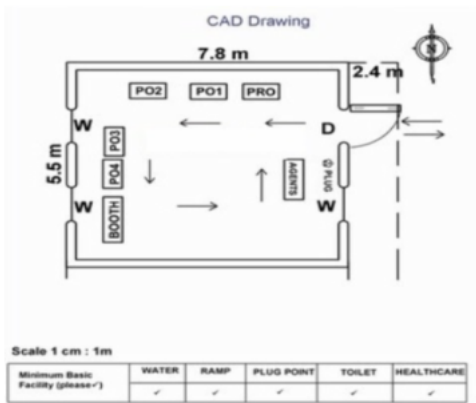 CAD Drawing
7.8 m
2.4 m
N
PO2 PO1 PRO
W D
PO3
5.5 m
PO4
AGENTS
PLUG
BOOTH
W W
Scale 1 cm : 1m
Minimum Basic Facility (please✓) WATER RAMP PLUG POINT TOILET HEALTHCARE
✓ ✓ ✓ ✓ ✓